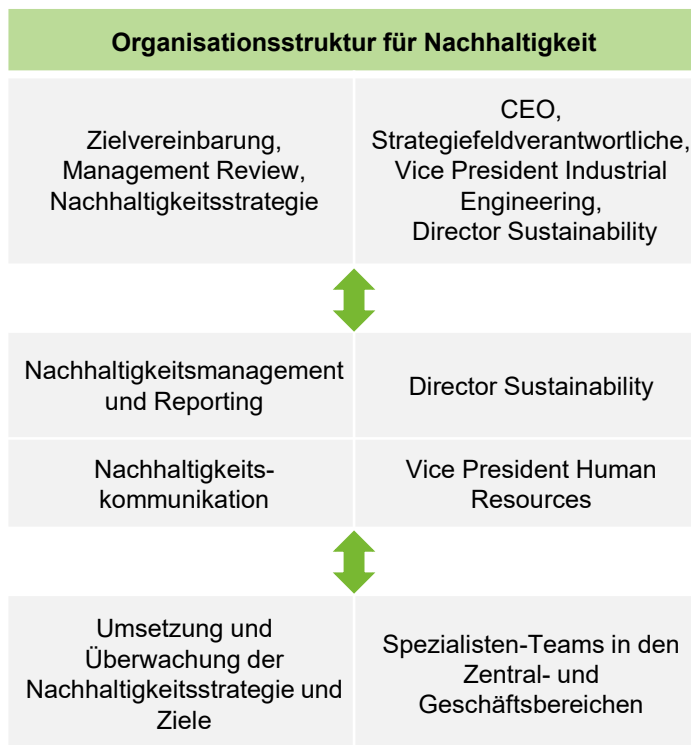 Organisationsstruktur für Nachhaltigkeit
Zielvereinbarung,
Management Review,
Nachhaltigkeitsstrategie
CEO,
Strategiefeldverantwortliche,
Vice President Industrial
Engineering,
Director Sustainability
Nachhaltigkeitsmanagement
und Reporting
Director Sustainability
Nachhaltigkeits-
kommunikation
Vice President Human
Resources
Umsetzung und
Überwachung der
Nachhaltigkeitsstrategie und
Ziele
Spezialisten-Teams in den
Zentral- und
Geschäftsbereichen